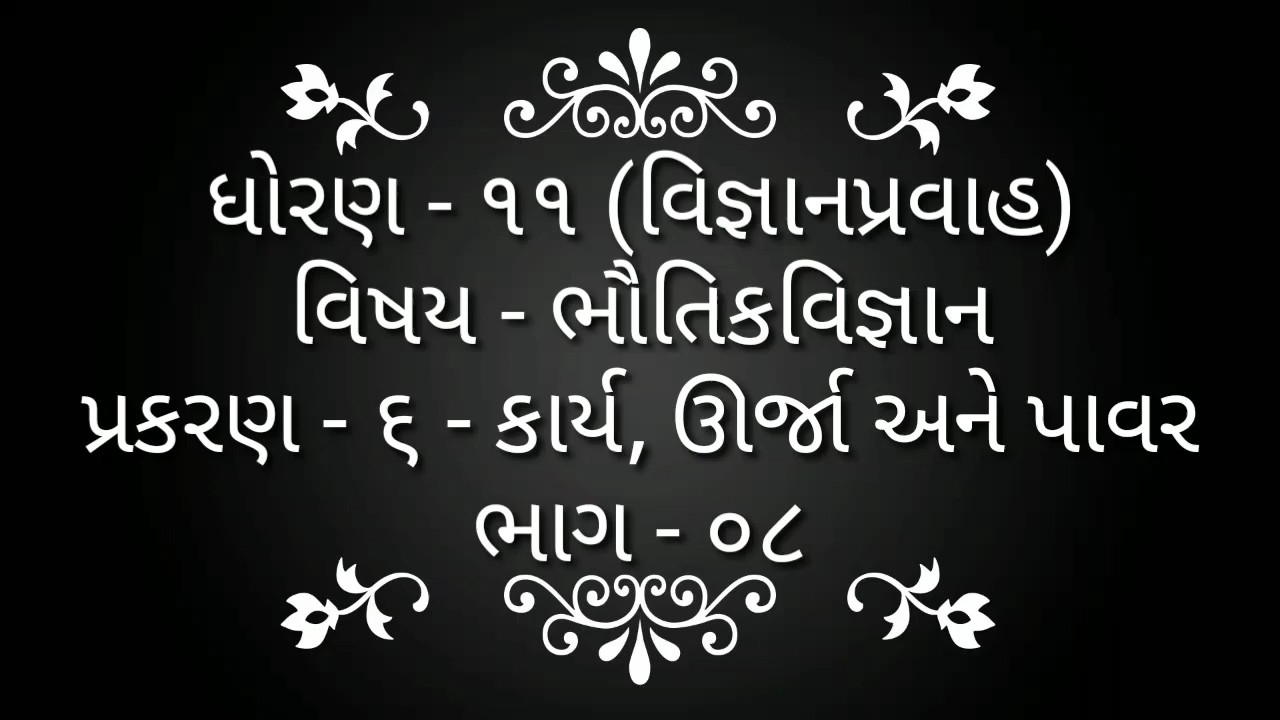 ધોરણ - ૧૧ (વિજ્ઞાનપ્રવાહ)
વિષય - ભૌતિકવિજ્ઞાન
પ્રકરણ - ૬ - કાર્ય, ઊર્જા અને પાવર
ભાગ - ૦૮